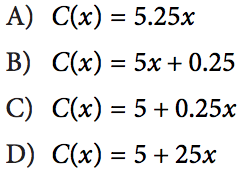 A) C(x) = 5.25x
B) C(x) = 5x + 0.25
C) C(x) = 5 + 0.25x
D) C(x) = 5 + 25x